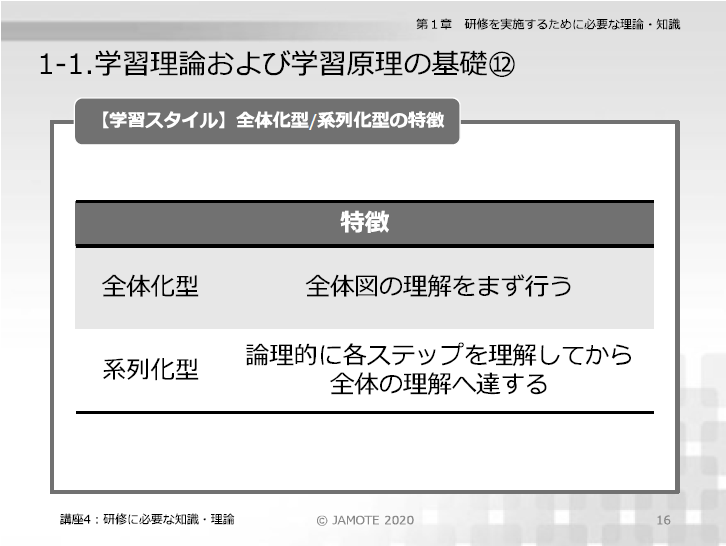 第１章　研修を実施するために必要な理論・知識
1-1.学習理論および学習原理の基礎⑫
【学習スタイル】全体化型/系列化型の特徴
特徴
全体化型　全体図の理解をまず行う
系列化型　論理的に各ステップを理解してから
全体の理解へ達する
講座4：研修に必要な知識・理論　© JAMOTE 2020　16